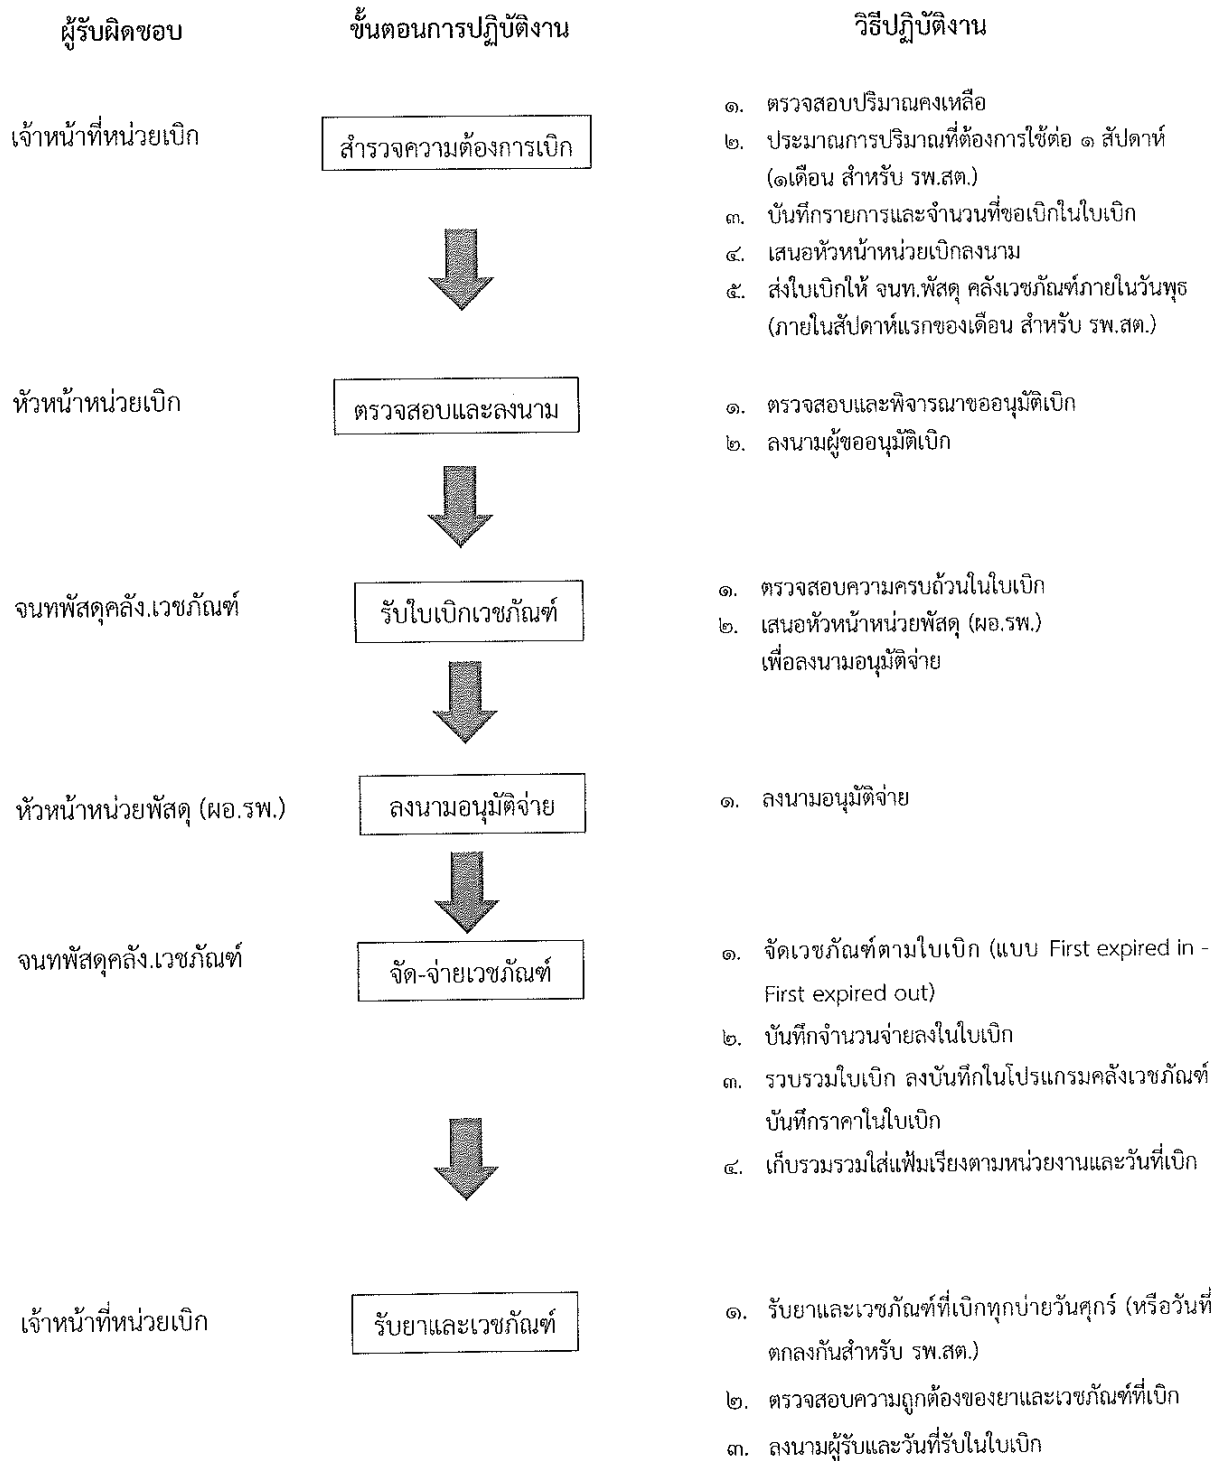 ผู้รับผิดชอบ
ขั้นตอนการปฏิบัติงาน
วิธีปฏิบัติงาน
เจ้าหน้าที่หน่วยเบิก
สำรวจความต้องการเบิก
๑. ตรวจสอบปริมาณคงเหลือ
๒. ประมาณการปริมาณที่ต้องการใช้ต่อ ๑ สัปดาห์
(๑เดือน สำหรับ รพ.สต.)
๓. บันทึกรายการและจำนวนที่ขอเบิกในใบเบิก
๔. เสนอหัวหน้าหน่วยเบิกลงนาม
๕. ส่งใบเบิกให้ จนท.พัสดุ คลังเวชภัณฑ์ภายในวันพุธ
(ภายในสัปดาห์แรกของเดือน สำหรับ รพ.สต.)
หัวหน้าหน่วยเบิก
ตรวจสอบและลงนาม
๑. ตรวจสอบและพิจารณาขออนุมัติเบิก
๒. ลงนามผู้ขออนุมัติเบิก
จนทพัสดุคลัง.เวชภัณฑ์
รับใบเบิกเวชภัณฑ์
๑. ตรวจสอบความครบถ้วนในใบเบิก
๒. เสนอหัวหน้าหน่วยพัสดุ (ผอ.รพ.)
เพื่อลงนามอนุมัติจ่าย
หัวหน้าหน่วยพัสดุ (ผอ.รพ.)
ลงนามอนุมัติจ่าย
๑. ลงนามอนุมัติจ่าย
จนทพัสดุคลัง.เวชภัณฑ์
จัด-จ่ายเวชภัณฑ์
๑. จัดเวชภัณฑ์ตามใบเบิก (แบบ First expired in -
First expired out)
๒. บันทึกจำนวนจ่ายลงในใบเบิก
๓. รวบรวมใบเบิก ลงบันทึกในโปรแกรมคลังเวชภัณฑ์
บันทึกราคาในใบเบิก
๔. เก็บรวมรวมใส่แฟ้มเรียงตามหน่วยงานและวันที่เบิก
เจ้าหน้าที่หน่วยเบิก
รับยาและเวชภัณฑ์
๑. รับยาและเวชภัณฑ์ที่เบิกทุกบ่ายวันศุกร์ (หรือวันที่
ตกลงกันสำหรับ รพ.สต.)
๒. ตรวจสอบความถูกต้องของยาและเวชภัณฑ์ที่เบิก
๓. ลงนามผู้รับและวันที่รับในใบเบิก